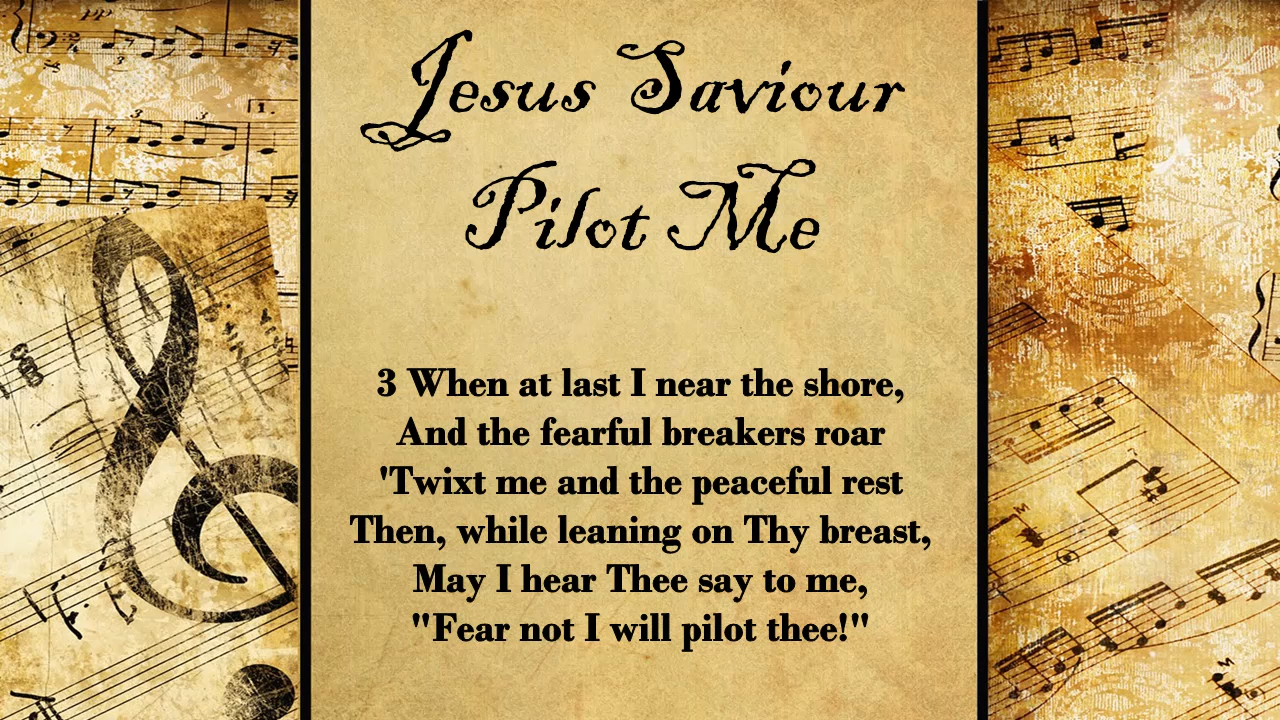 Jesus Saviour
Pilot Me
3 When at last I near the shore,
And the fearful breakers roar
'Twixt me and the peaceful rest
Then, while leaning on Thy breast,
May I hear Thee say to me,
"Fear not I will pilot thee!"